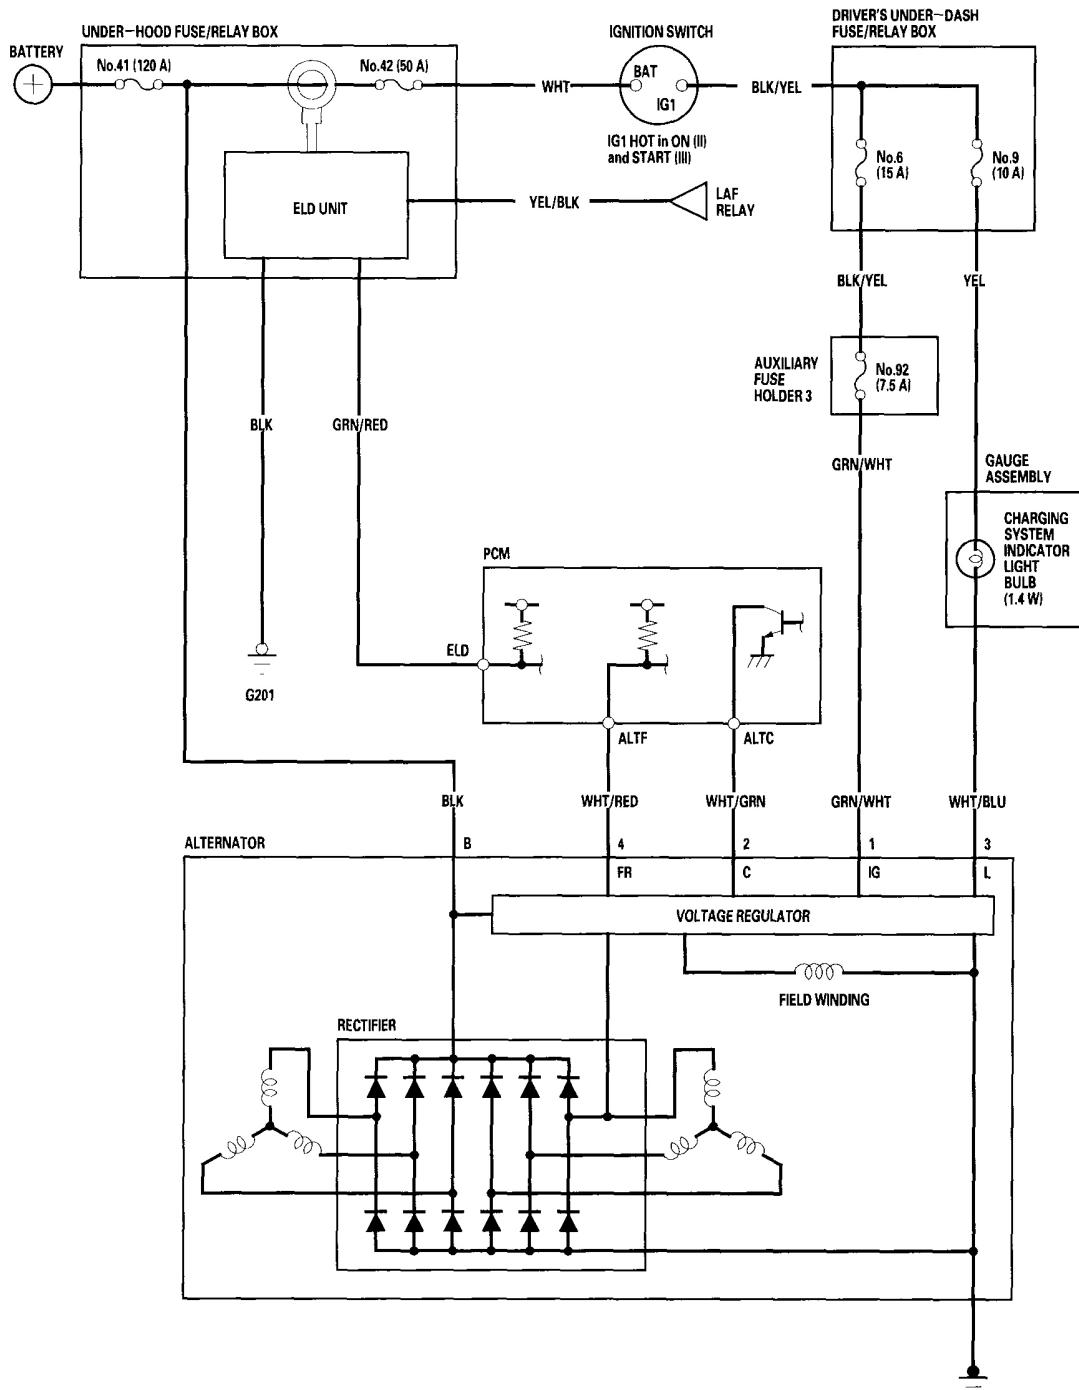 UNDER-HOOD FUSE/RELAY BOX
IGNITION SWITCH
DRIVER'S UNDER-DASH
FUSE/RELAY BOX
BATTERY
No.41 (120 A)
No.42 (50 A)
BAT
IG1
WHT
BLK/YEL
IG1 HOT in ON (II)
and START (III)
No.6
(15 A)
No.9
(10 A)
ELD UNIT
YEL/BLK
LAF
RELAY
BLK/YEL
YEL
AUXILIARY
FUSE
HOLDER 3
No.92
(7.5 A)
BLK
GRN/RED
GRN/WHT
GAUGE
ASSEMBLY
CHARGING
SYSTEM
INDICATOR
LIGHT
BULB
(1.4 W)
PCM
ELD
G201
ALTF
ALTC
BLK
WHT/RED
WHT/GRN
GRN/WHT
WHT/BLU
ALTERNATOR
B
4
2
1
3
FR
C
IG
L
VOLTAGE REGULATOR
FIELD WINDING
RECTIFIER